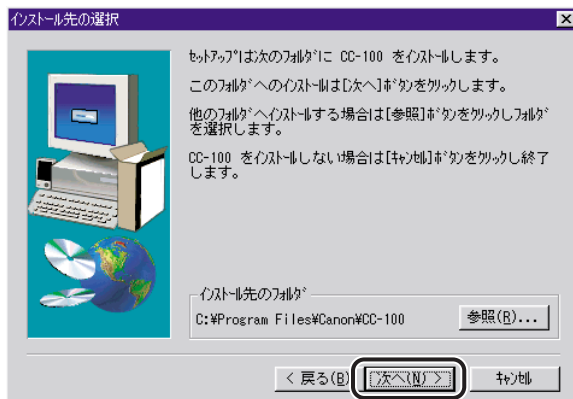 インストール先の選択
ｾｯﾄｱｯﾌﾟは次のﾌｫﾙﾀﾞに CC-100 をｲﾝｽﾄｰﾙします。
このﾌｫﾙﾀﾞへのｲﾝｽﾄｰﾙは[次へ]ﾎﾞﾀﾝをｸﾘｯｸします。
他のﾌｫﾙﾀﾞへｲﾝｽﾄｰﾙする場合は[参照]ﾎﾞﾀﾝをｸﾘｯｸしﾌｫﾙﾀﾞ
を選択します。
CC-100 をｲﾝｽﾄｰﾙしない場合は[ｷｬﾝｾﾙ]ﾎﾞﾀﾝをｸﾘｯｸし終了
します。
ｲﾝｽﾄｰﾙ先のﾌｫﾙﾀﾞ
C:¥Program Files¥Canon¥CC-100
参照(R)...
< 戻る(B)
次へ(N) >
ｷｬﾝｾﾙ